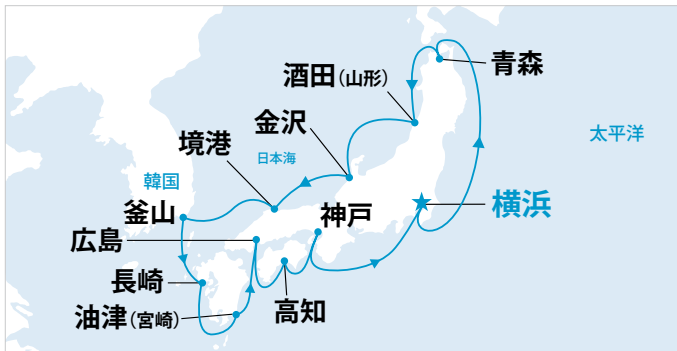 青森
酒田（山形）
金沢
太平洋
境港
日本海
韓国
横浜
釜山
神戸
広島
長崎
高知
油津（宮崎）